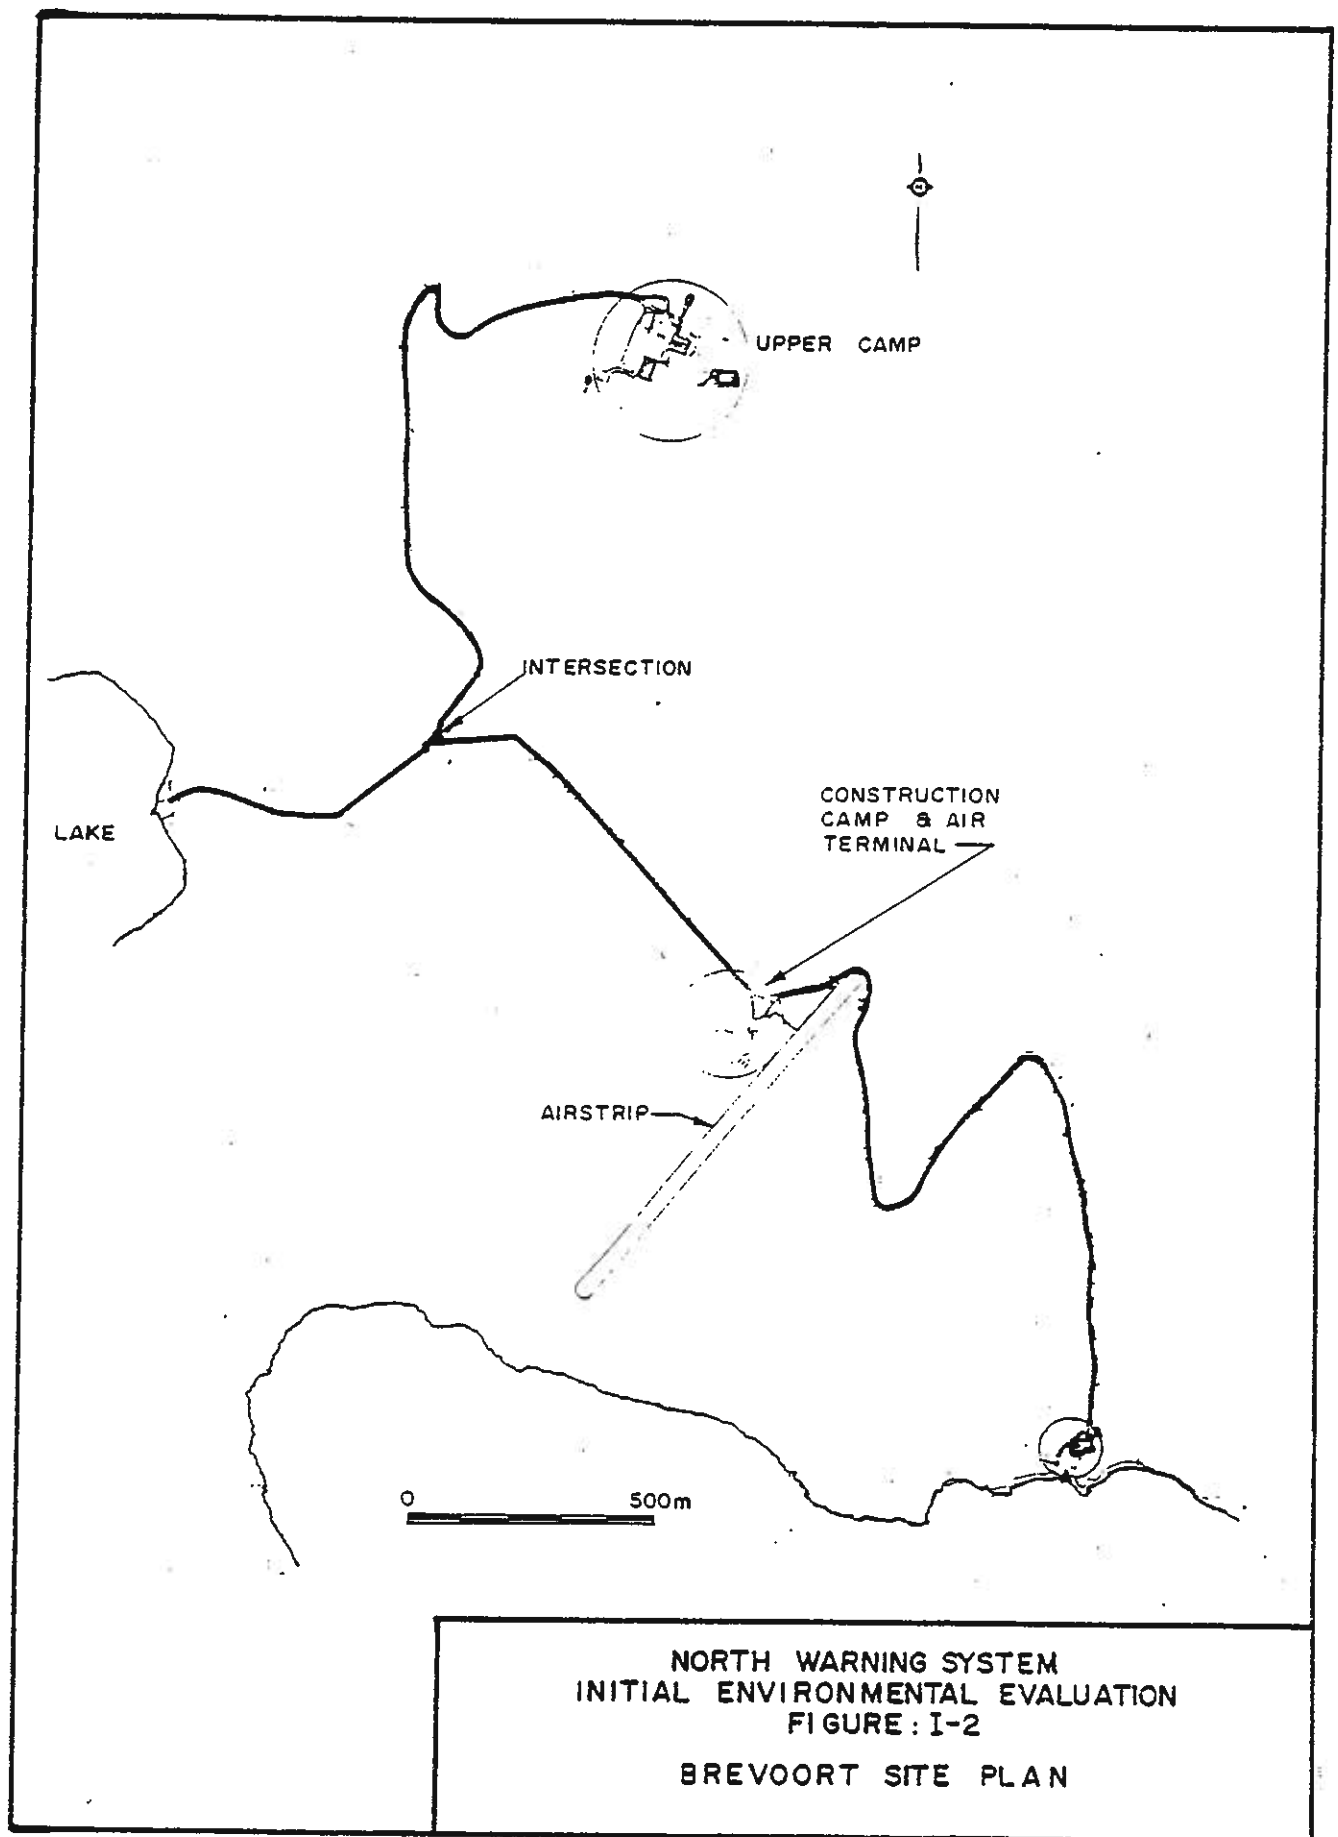 UPPER CAMP
INTERSECTION
LAKE
CONSTRUCTION
CAMP & AIR
TERMINAL
AIRSTRIP
0 500m
NORTH WARNING SYSTEM
INITIAL ENVIRONMENTAL EVALUATION
FIGURE: I-2
BREVOORT SITE PLAN